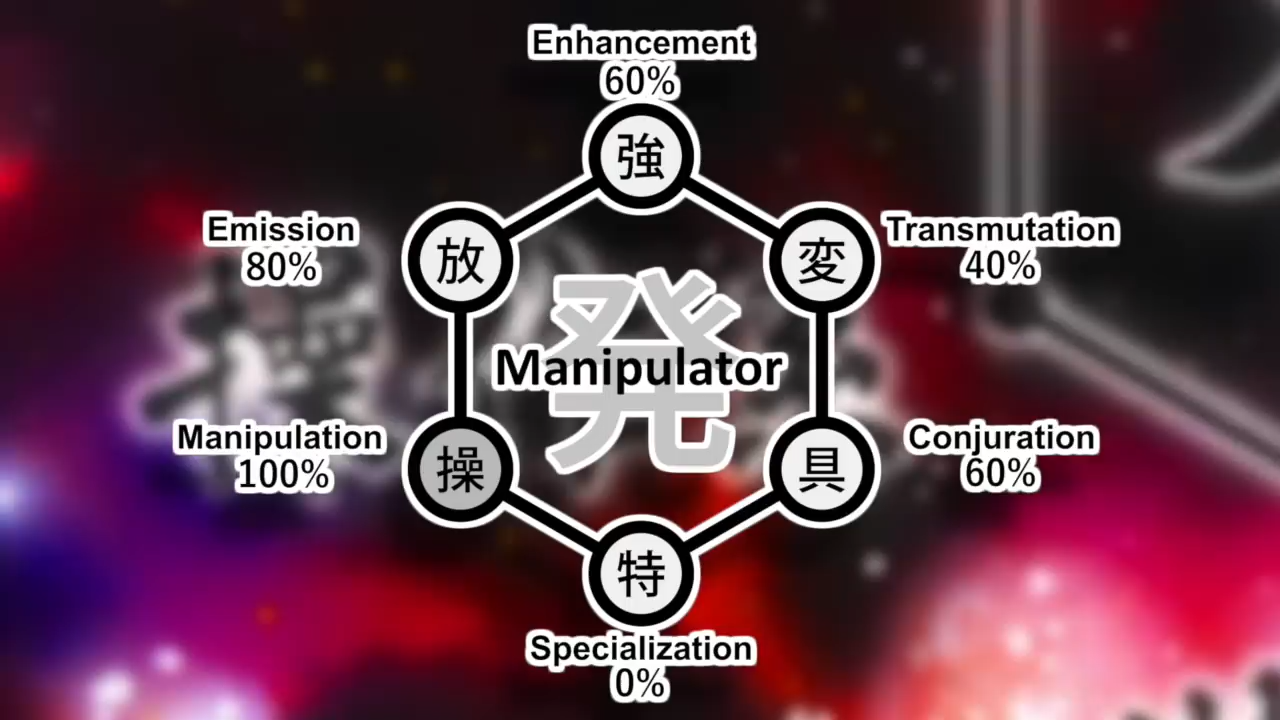 Enhancement
60%
強
Emission
80%
放
変
Transmutation
40%
発
Manipulator
Manipulation
100%
操
具
Conjuration
60%
特
Specialization
0%